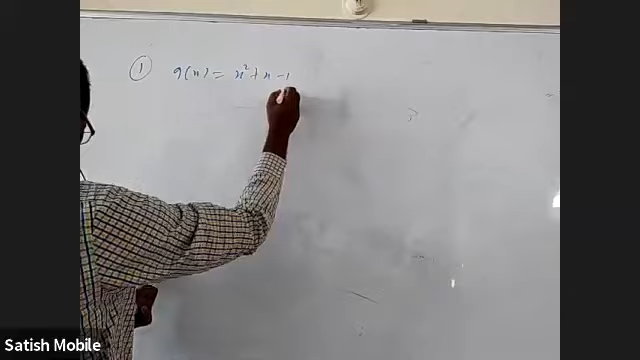 ① g(x) = x² + x - 1
Satish Mobile